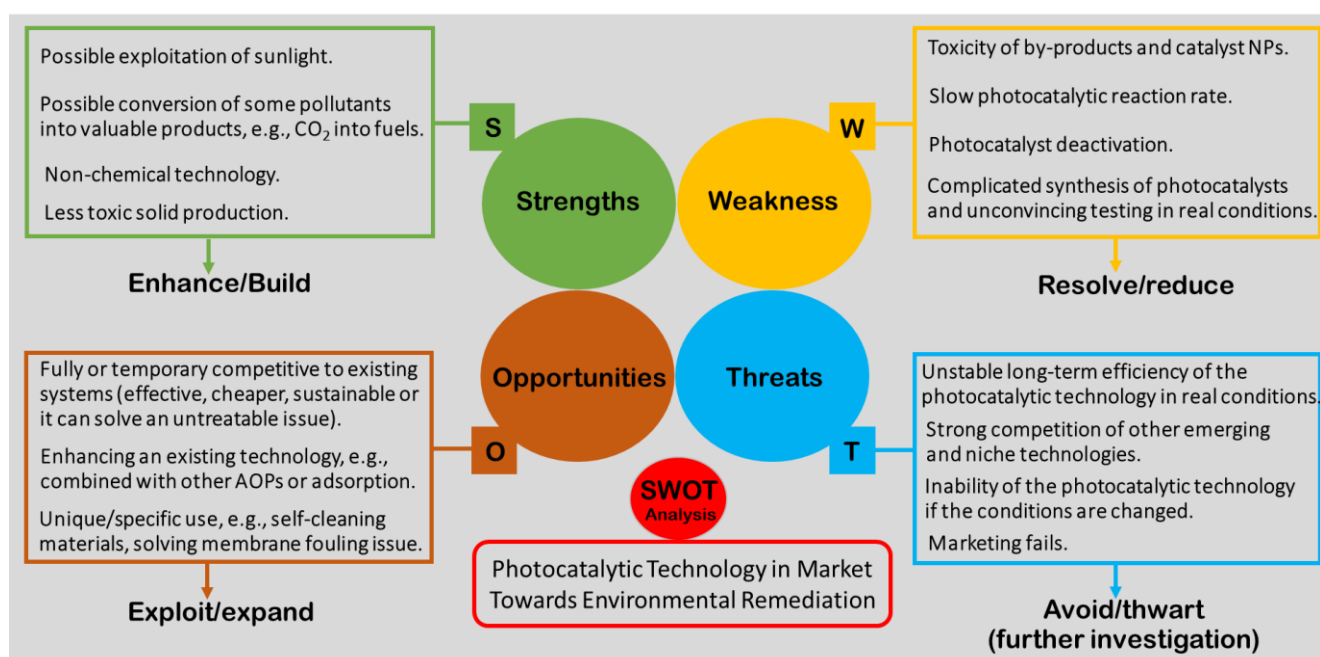 Possible exploitation of sunlight.
Possible conversion of some pollutants
into valuable products, e.g., CO₂ into fuels.
Non-chemical technology.
Less toxic solid production.
Enhance/Build
S
Strengths
W
Weakness
Toxicity of by-products and catalyst NPs.
Slow photocatalytic reaction rate.
Photocatalyst deactivation.
Complicated synthesis of photocatalysts
and unconvincing testing in real conditions.
Resolve/reduce
Fully or temporary competitive to existing
systems (effective, cheaper, sustainable or
it can solve an untreatable issue).
Enhancing an existing technology, e.g.,
combined with other AOPs or adsorption.
Unique/specific use, e.g., self-cleaning
materials, solving membrane fouling issue.
Exploit/expand
Opportunities
O
Threats
T
Unstable long-term efficiency of the
photocatalytic technology in real conditions.
Strong competition of other emerging
and niche technologies.
Inability of the photocatalytic technology
if the conditions are changed.
Marketing fails.
Avoid/thwart
(further investigation)
SWOT
Analysis
Photocatalytic Technology in Market
Towards Environmental Remediation